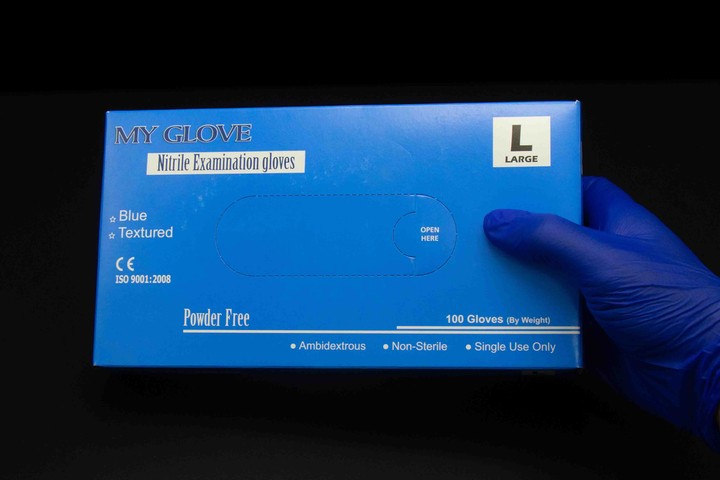 MY GLOVE
Nitrile Examination gloves
L
LARGE
Blue
Textured
OPEN
HERE
CE
ISO 9001:2008
Powder Free
100 Gloves (By Weight)
Ambidextrous
Non-Sterile
Single Use Only